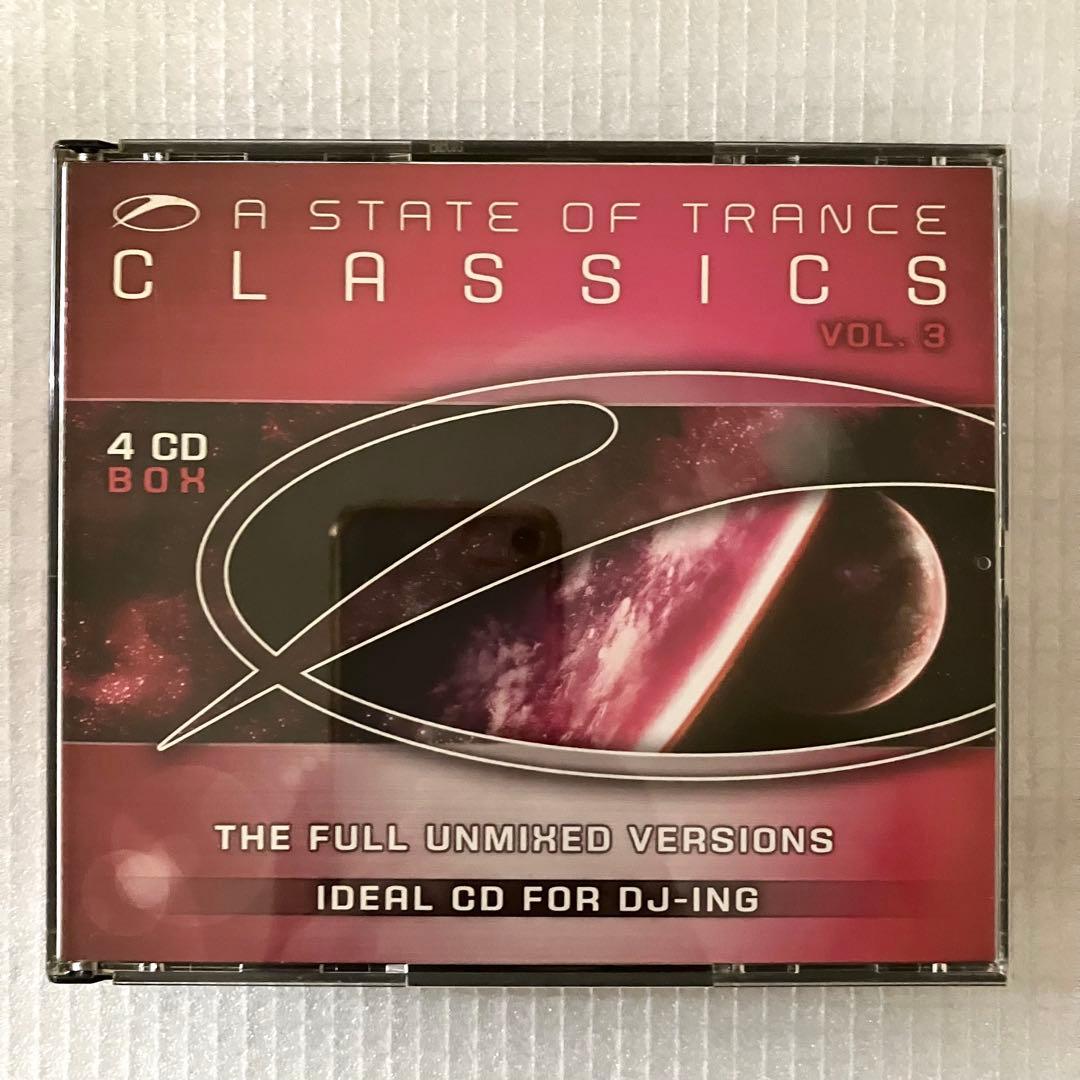 A STATE OF TRANCE
CLASSICS
VOL. 3
4 CD
BOX
THE FULL UNMIXED VERSIONS
IDEAL CD FOR DJ-ING